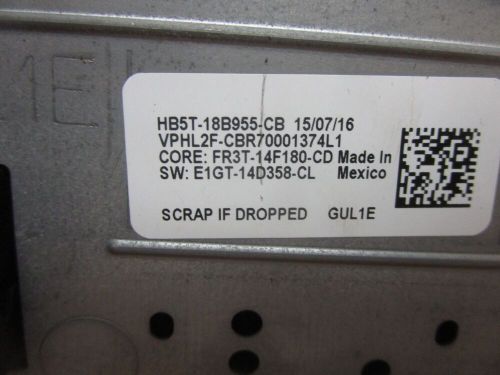 1E
HB5T-18B955-CB 15/07/16
VPHL2F-CBR70001374L1
CORE: FR3T-14F180-CD Made In
SW: E1GT-14D358-CL Mexico
SCRAP IF DROPPED GUL1E